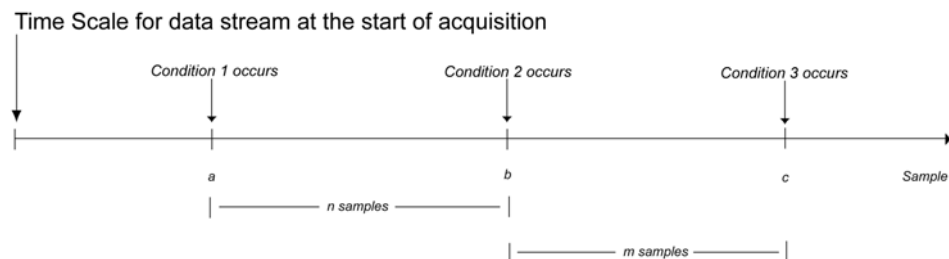 Time Scale for data stream at the start of acquisition
Condition 1 occurs
Condition 2 occurs
Condition 3 occurs
a
b
c
Sample
n samples
m samples